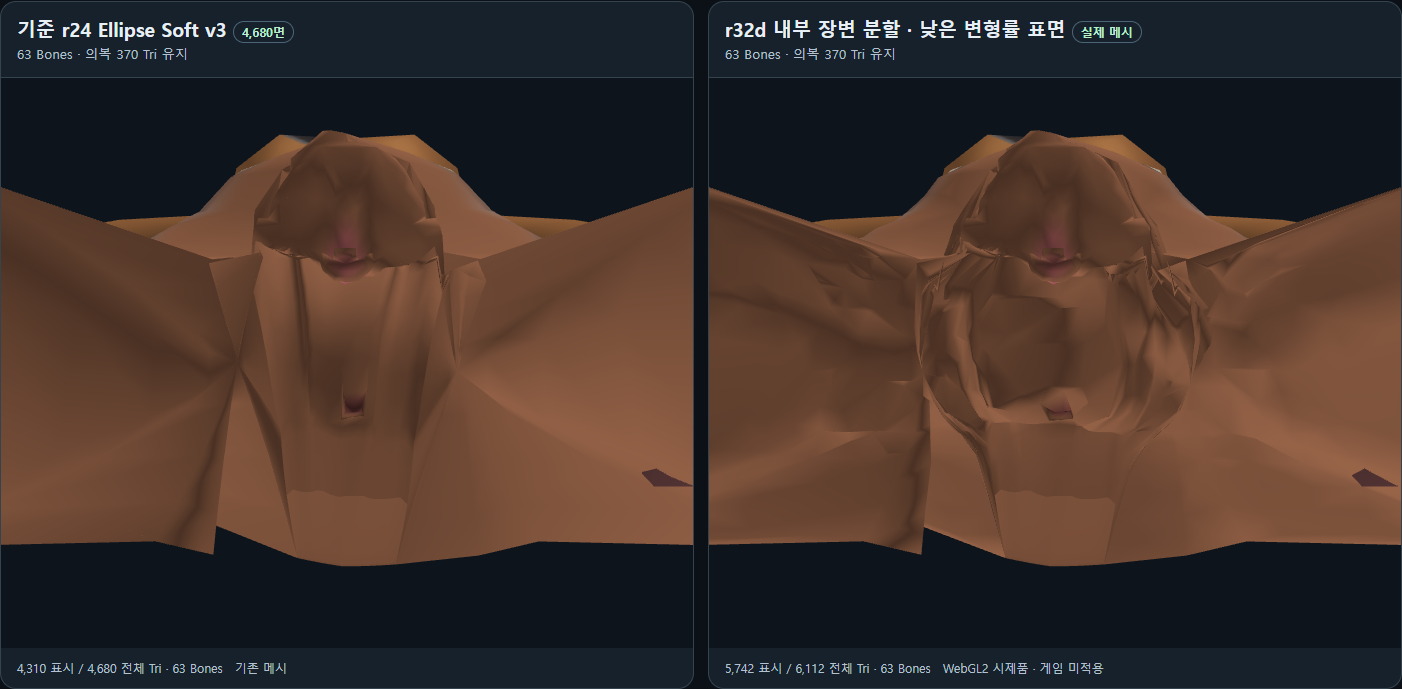 기준 r24 Ellipse Soft v3 4,680면
63 Bones · 의복 370 Tri 유지
4,310 표시 / 4,680 전체 Tri · 63 Bones 기존 메시
r32d 내부 장변 분할 · 낮은 변형률 표면 실제 메시
63 Bones · 의복 370 Tri 유지
5,742 표시 / 6,112 전체 Tri · 63 Bones WebGL2 시제품 · 게임 미적용